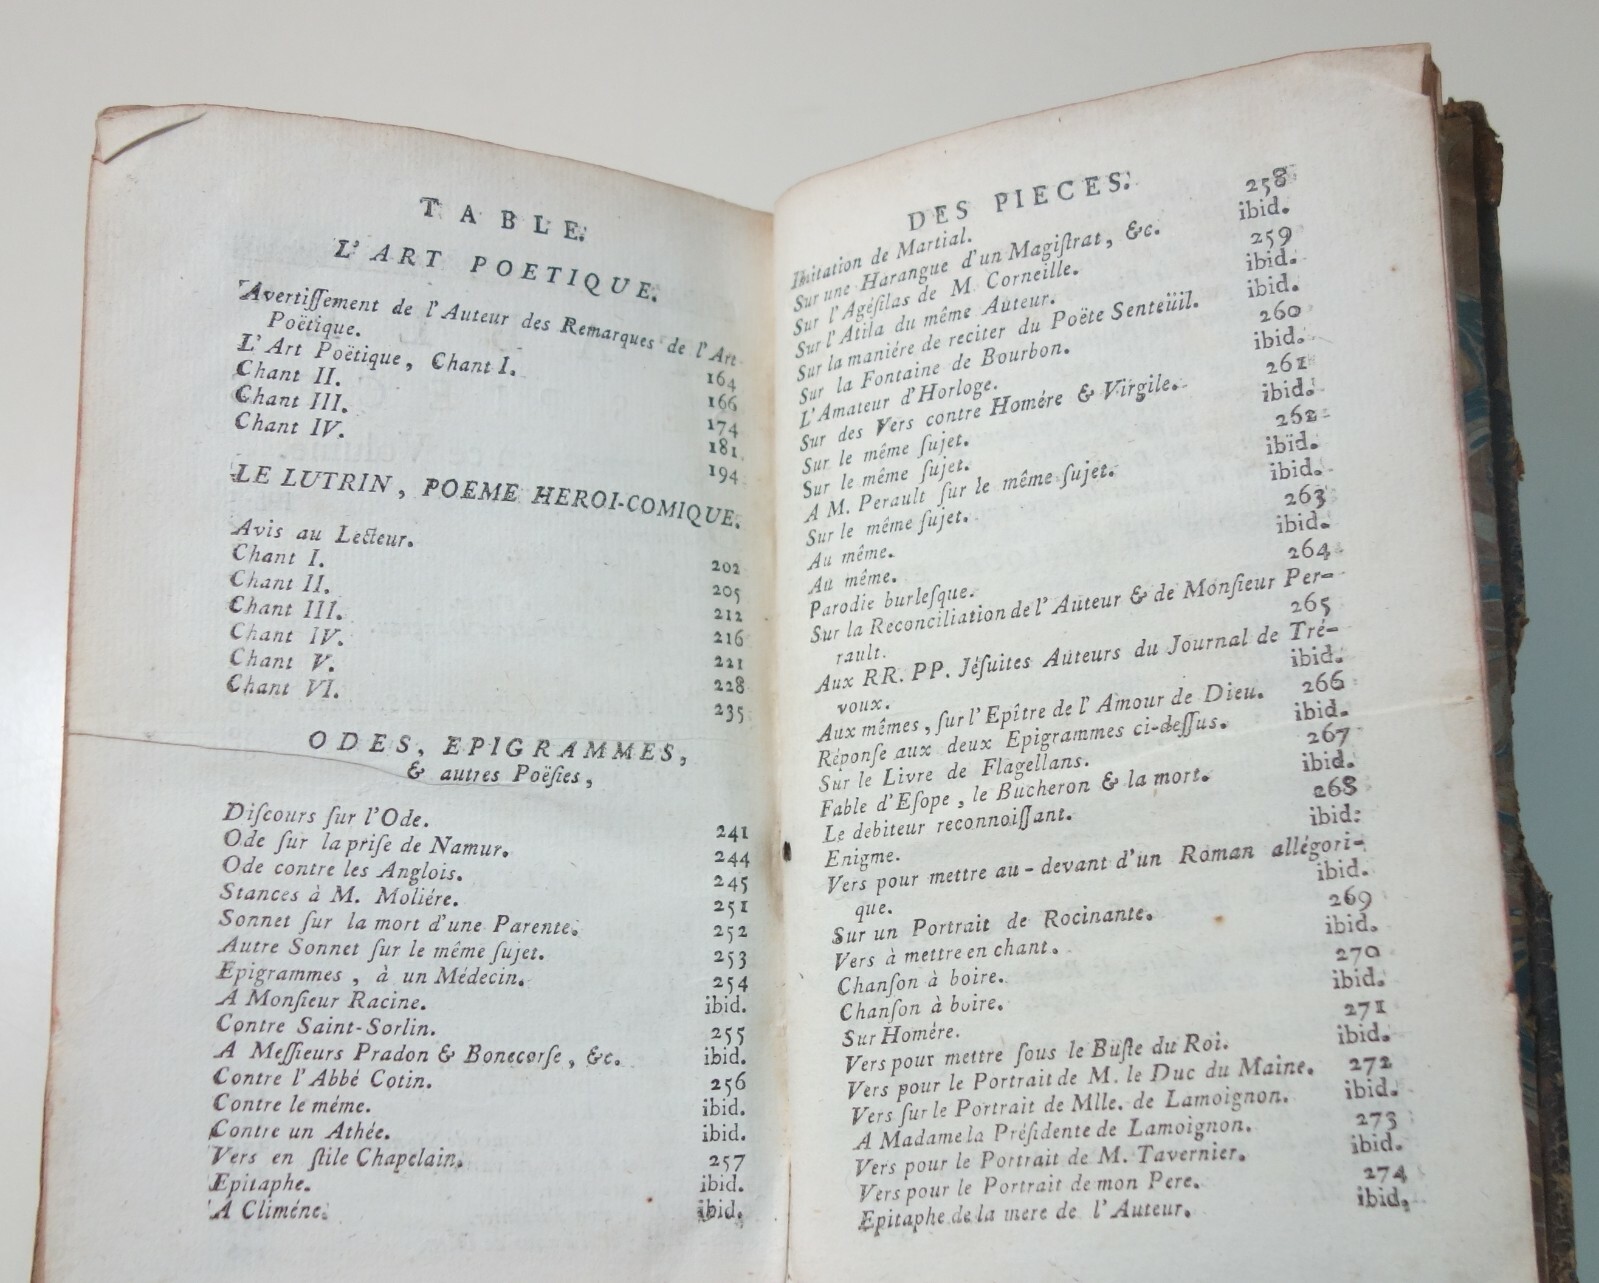 TABLE.
L'ART POETIQUE.
Avertiſſement de l'Auteur des Remarques de l'Art
Poëtique. 164
L'Art Poëtique, Chant I. 166
Chant II. 174
Chant III. 181
Chant IV. 194
LE LUTRIN, POEME HEROI-COMIQUE.
Avis au Lecteur. 202
Chant I. 205
Chant II. 212
Chant III. 216
Chant IV. 221
Chant V. 228
Chant VI. 235
ODES, EPIGRAMMES,
& autres Poëſies,
Diſcours ſur l'Ode. 241
Ode ſur la priſe de Namur. 244
Ode contre les Anglois. 245
Stances à M. Moliére. 251
Sonnet ſur la mort d'une Parente. 252
Autre Sonnet ſur le même ſujet. 253
Epigrammes, à un Médecin. 254
A Monſieur Racine. ibid.
Contre Saint-Sorlin. 255
A Meſſieurs Pradon & Bonecorſe, &c. ibid.
Contre l'Abbé Cotin. 256
Contre le méme. ibid.
Contre un Athée. ibid.
Vers en ſtile Chapelain. 257
Epitaphe. ibid.
A Climéne. ibid.
DES PIECES.
Imitation de Martial. 258
Sur une Harangue d'un Magiſtrat, &c. ibid.
Sur l'Agéſilas de M. Corneille. 259
Sur l'Atila du même Auteur. ibid.
Sur la maniére de reciter du Poëte Senteüil. ibid.
Sur la Fontaine de Bourbon. 260
L'Amateur d'Horloge. ibid.
Sur des Vers contre Homére & Virgile. 261
Sur le même ſujet. ibid.
Sur le même ſujet. 262
A M. Perault ſur le même ſujet. ibid.
Sur le même ſujet. ibid.
Au même. 263
Au même. ibid.
Parodie burleſque. 264
Sur la Reconciliation de l'Auteur & de Monſieur Per-
rault. 265
Aux RR. PP. Jéſuites Auteurs du Journal de Tré-
voux. ibid.
Aux mêmes, ſur l'Epître de l'Amour de Dieu. 266
Réponſe aux deux Epigrammes ci-deſſus. ibid.
Sur le Livre de Flagellans. 267
Fable d'Eſope, le Bucheron & la mort. ibid.
Le debiteur reconnoiſſant. 268
Enigme. ibid.
Vers pour mettre au-devant d'un Roman allégori-
que. ibid.
Sur un Portrait de Rocinante. 269
Vers à mettre en chant. ibid.
Chanſon à boire. 270
Chanſon à boire. ibid.
Sur Homére. 271
Vers pour mettre ſous le Buſte du Roi. ibid.
Vers pour le Portrait de M. le Duc du Maine. 272
Vers ſur le Portrait de Mlle. de Lamoignon. ibid.
A Madame la Préſidente de Lamoignon. 273
Vers pour le Portrait de M. Tavernier. ibid.
Vers pour le Portrait de mon Pere. 274
Epitaphe de la mere de l'Auteur. ibid.